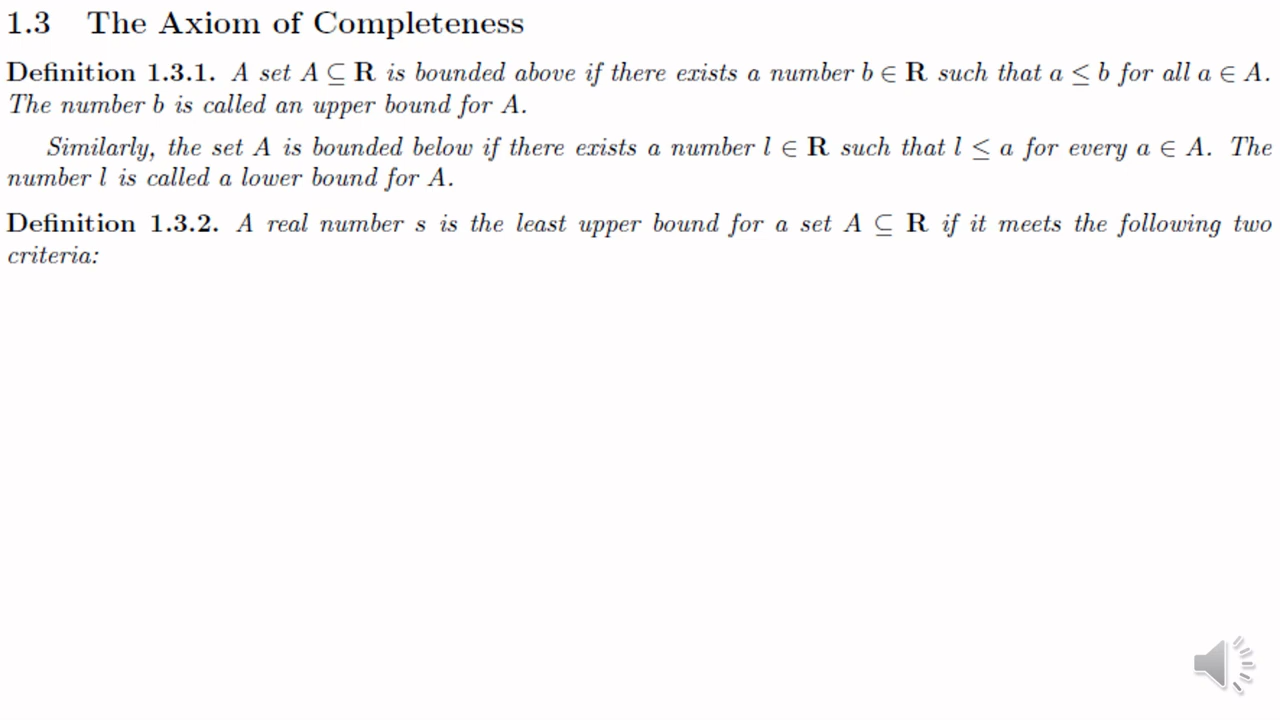 1.3 The Axiom of Completeness
Definition 1.3.1. A set A ⊆ R is bounded above if there exists a number b ∈ R such that a ≤ b for all a ∈ A.
The number b is called an upper bound for A.
Similarly, the set A is bounded below if there exists a number l ∈ R such that l ≤ a for every a ∈ A. The
number l is called a lower bound for A.
Definition 1.3.2. A real number s is the least upper bound for a set A ⊆ R if it meets the following two
criteria: